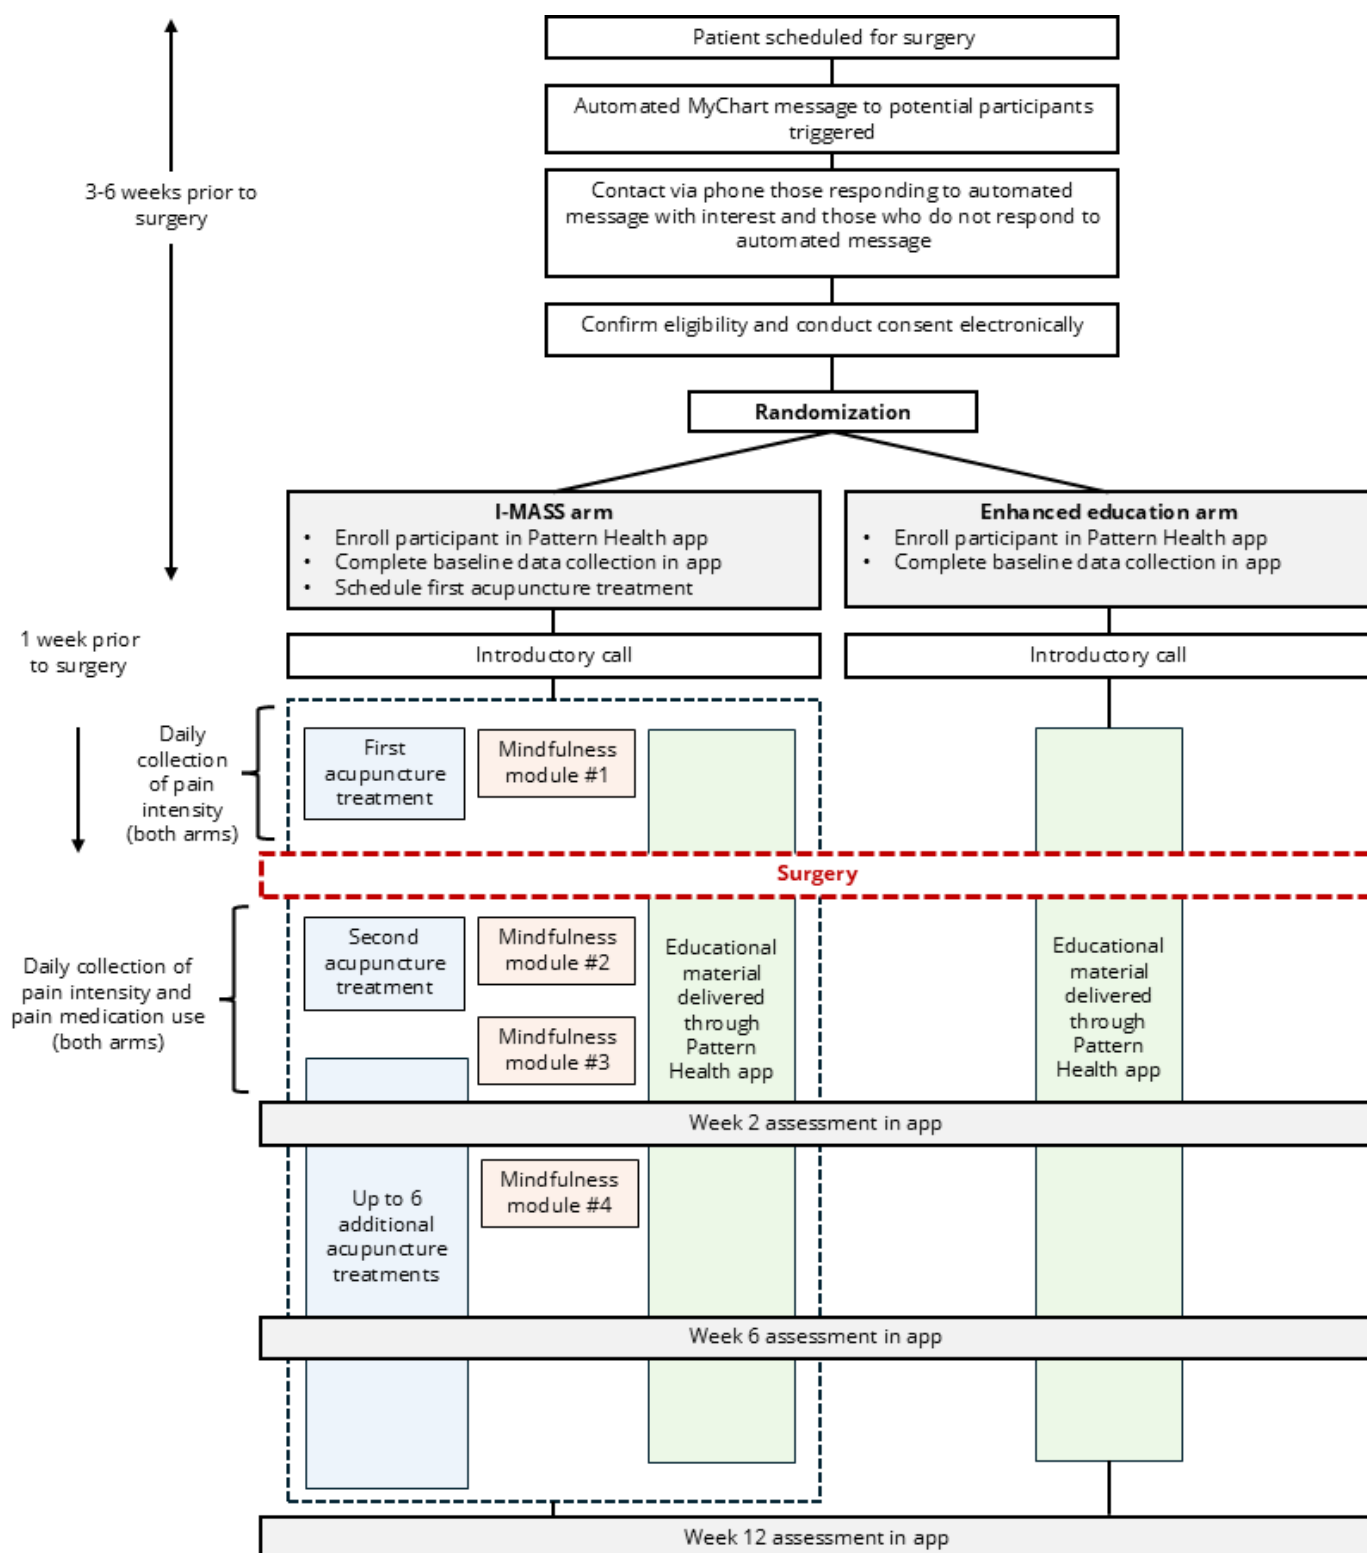 Patient scheduled for surgery
Automated MyChart message to potential participants
triggered
3-6 weeks prior to
surgery
Contact via phone those responding to automated
message with interest and those who do not respond to
automated message
Confirm eligibility and conduct consent electronically
Randomization
I-MASS arm
• Enroll participant in Pattern Health app
• Complete baseline data collection in app
• Schedule first acupuncture treatment
Enhanced education arm
• Enroll participant in Pattern Health app
• Complete baseline data collection in app
1 week prior
to surgery
Introductory call
Introductory call
Daily
collection
of pain
intensity
(both arms)
First
acupuncture
treatment
Mindfulness
module #1
Surgery
Daily collection of
pain intensity and
pain medication use
(both arms)
Second
acupuncture
treatment
Mindfulness
module #2
Mindfulness
module #3
Educational
material
delivered
through
Pattern
Health app
Educational
material
delivered
through
Pattern
Health app
Week 2 assessment in app
Up to 6
additional
acupuncture
treatments
Mindfulness
module #4
Week 6 assessment in app
Week 12 assessment in app